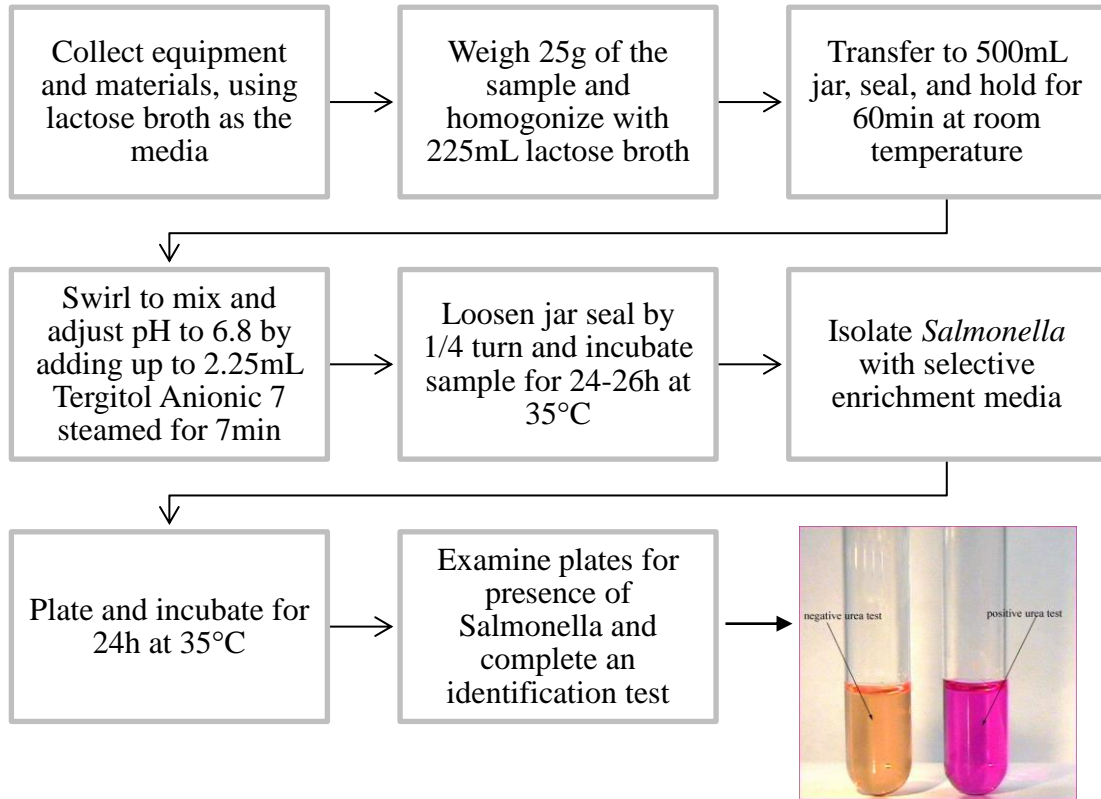 Collect equipment
and materials, using
lactose broth as the
media
Weigh 25g of the
sample and
homogonize with
225mL lactose broth
Transfer to 500mL
jar, seal, and hold for
60min at room
temperature
Swirl to mix and
adjust pH to 6.8 by
adding up to 2.25mL
Tergitol Anionic 7
steamed for 7min
Loosen jar seal by
1/4 turn and incubate
sample for 24-26h at
35°C
Isolate Salmonella
with selective
enrichment media
Plate and incubate for
24h at 35°C
Examine plates for
presence of
Salmonella and
complete an
identification test
negative urea test
positive urea test